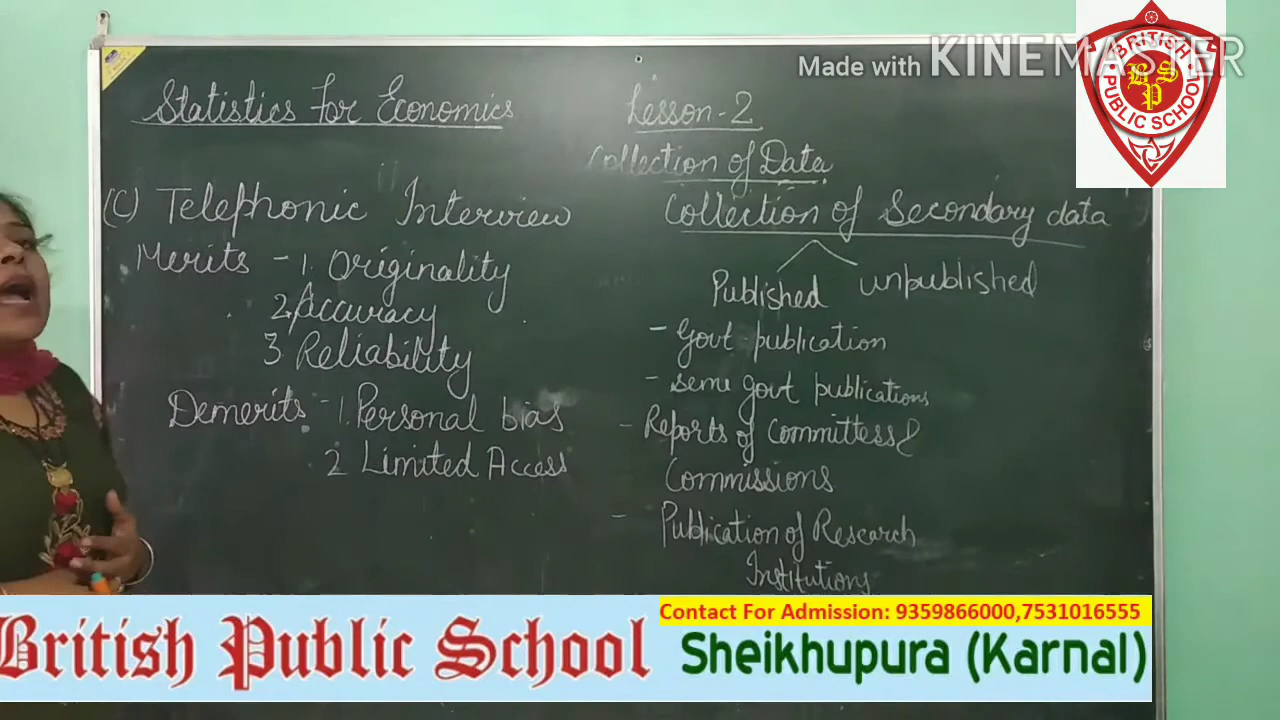 Statistics for Economics
Lesson-2
Collection of Data
(C) Telephonic Interview
Merits - 1. Originality
2. Accuracy
3 Reliability
Demerits - 1. Personal bias
2 Limited Access
Collection of Secondary data
Published unpublished
- Govt publication
- seme govt publications
- Reports of Committess &
Commissions
- Publication of Research
Institutions
Made with KINEMASTER
BRITISH
BSP
PUBLIC SCHOOL
Contact For Admission: 9359866000,7531016555
British Public School Sheikhupura (Karnal)